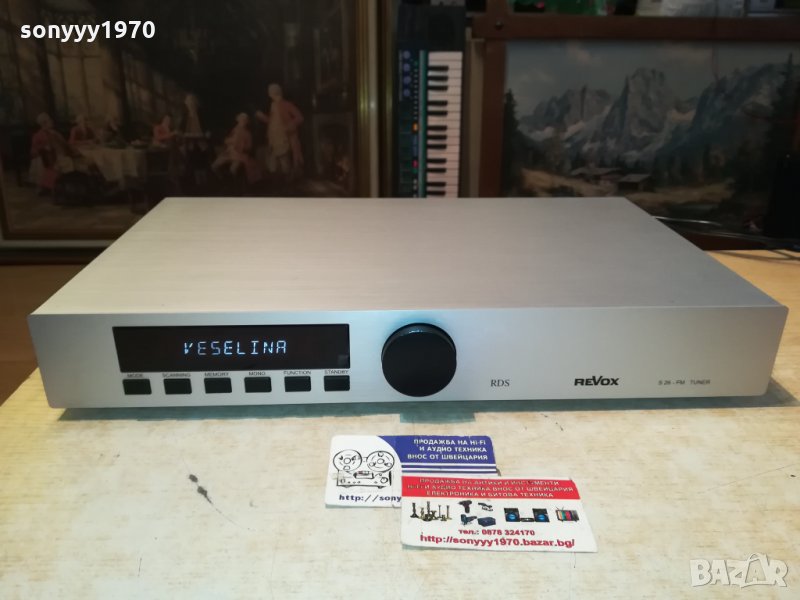 sonyyy1970
VESELINA
MODE SCANNING MEMORY MONO FUNCTION STANDBY
RDS
REVOX
S 26 - FM TUNER
ПРОДАЖБА НА Hi-Fi
И АУДИО ТЕХНИКА
ВНОС ОТ ШВЕЙЦАРИЯ
http://sony
ПРОДАЖБА НА АНТИКИ И ИНСТРУМЕНТИ
Hi-Fi И АУДИО ТЕХНИКА ВНОС ОТ ШВЕЙЦАРИЯ
ЕЛЕКТРОНИКА И БИТОВА ТЕХНИКА
тел.: 0878 324170
http://sonyyy1970.bazar.bg/
BAZAR